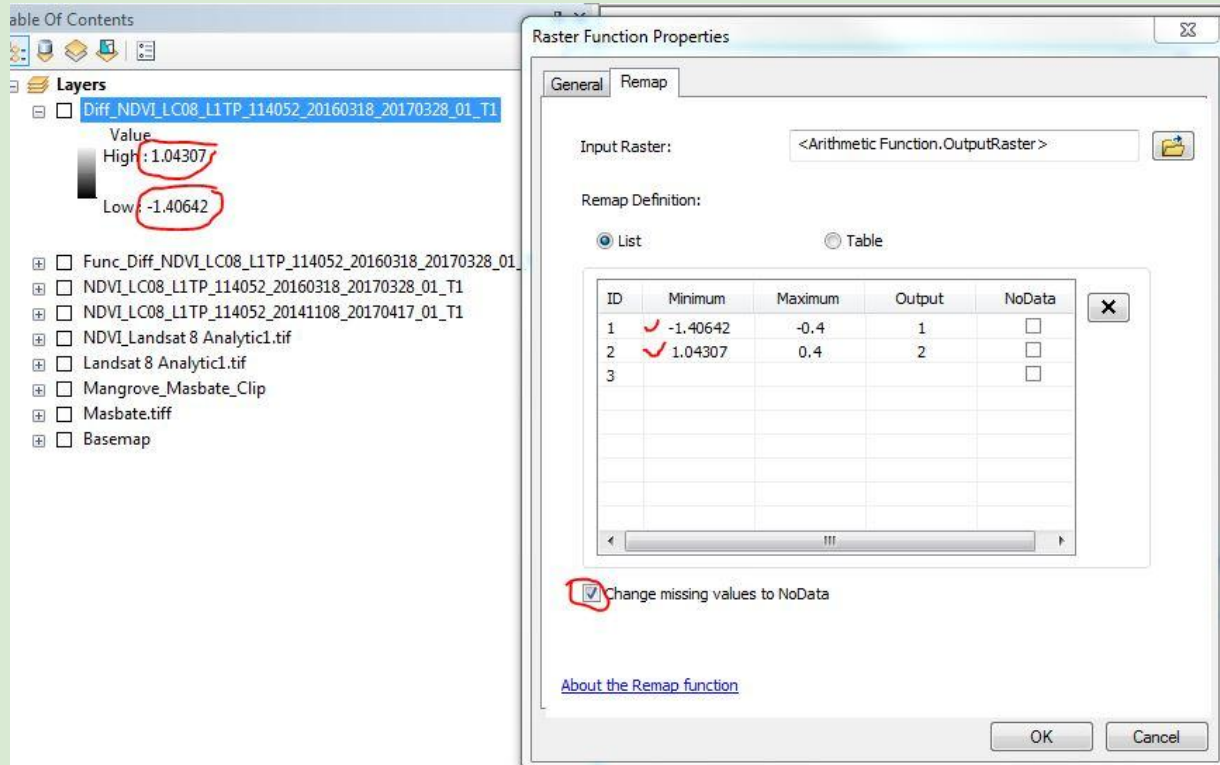 able Of Contents
Layers
Diff_NDVI_LC08_L1TP_114052_20160318_20170328_01_T1
Value
High : 1.04307
Low : -1.40642
Func_Diff_NDVI_LC08_L1TP_114052_20160318_20170328_01_
NDVI_LC08_L1TP_114052_20160318_20170328_01_T1
NDVI_LC08_L1TP_114052_20141108_20170417_01_T1
NDVI_Landsat 8 Analytic1.tif
Landsat 8 Analytic1.tif
Mangrove_Masbate_Clip
Masbate.tiff
Basemap
Raster Function Properties
General Remap
Input Raster: <Arithmetic Function.OutputRaster>
Remap Definition:
List Table
ID Minimum Maximum Output NoData
1 -1.40642 -0.4 1
2 1.04307 0.4 2
3
Change missing values to NoData
About the Remap function
OK Cancel